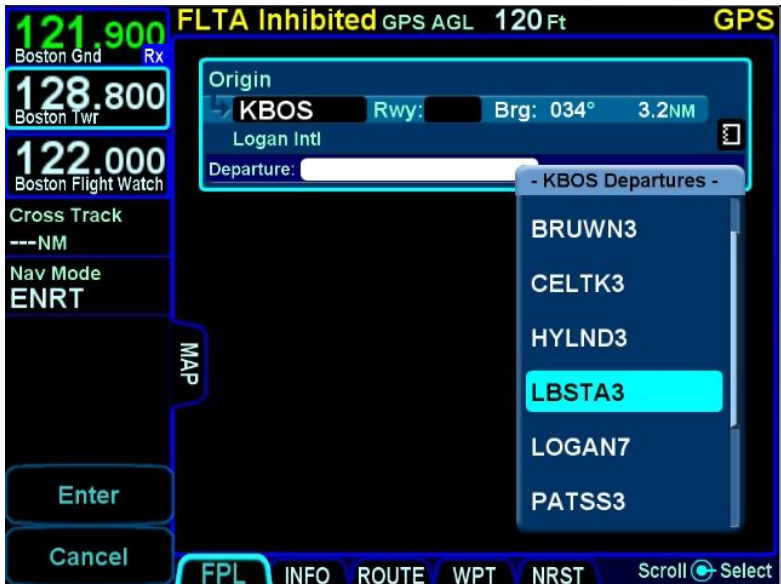 121.900
Boston Gnd Rx
128.800
Boston Twr
122.000
Boston Flight Watch
Cross Track
---NM
Nav Mode
ENRT
Enter
Cancel
FLTA Inhibited GPS AGL 120 Ft GPS
Origin
KBOS Rwy: Brg: 034° 3.2NM
Logan Intl
Departure:
- KBOS Departures -
BRUWN3
CELTK3
HYLND3
LBSTA3
LOGAN7
PATSS3
MAP
FPL INFO ROUTE WPT NRST Scroll Select